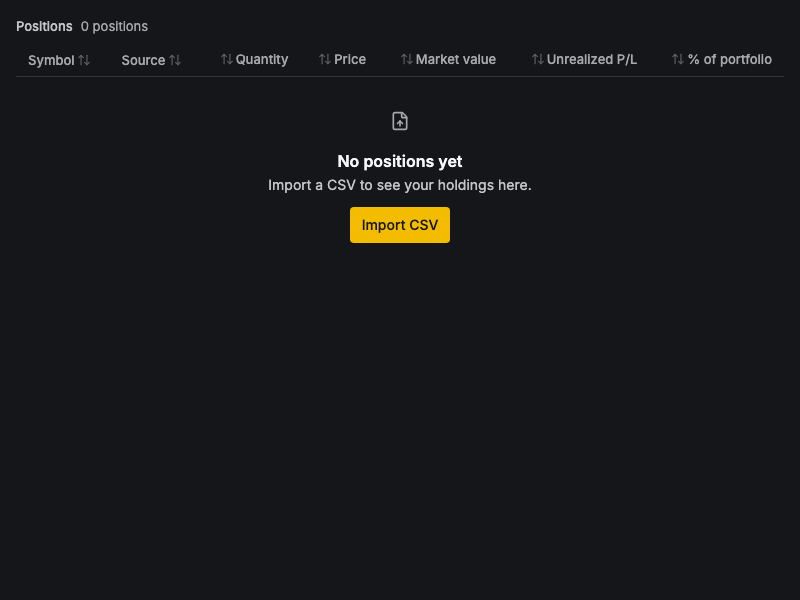 Positions 0 positions
Symbol Source Quantity Price Market value Unrealized P/L % of portfolio
No positions yet
Import a CSV to see your holdings here.
Import CSV